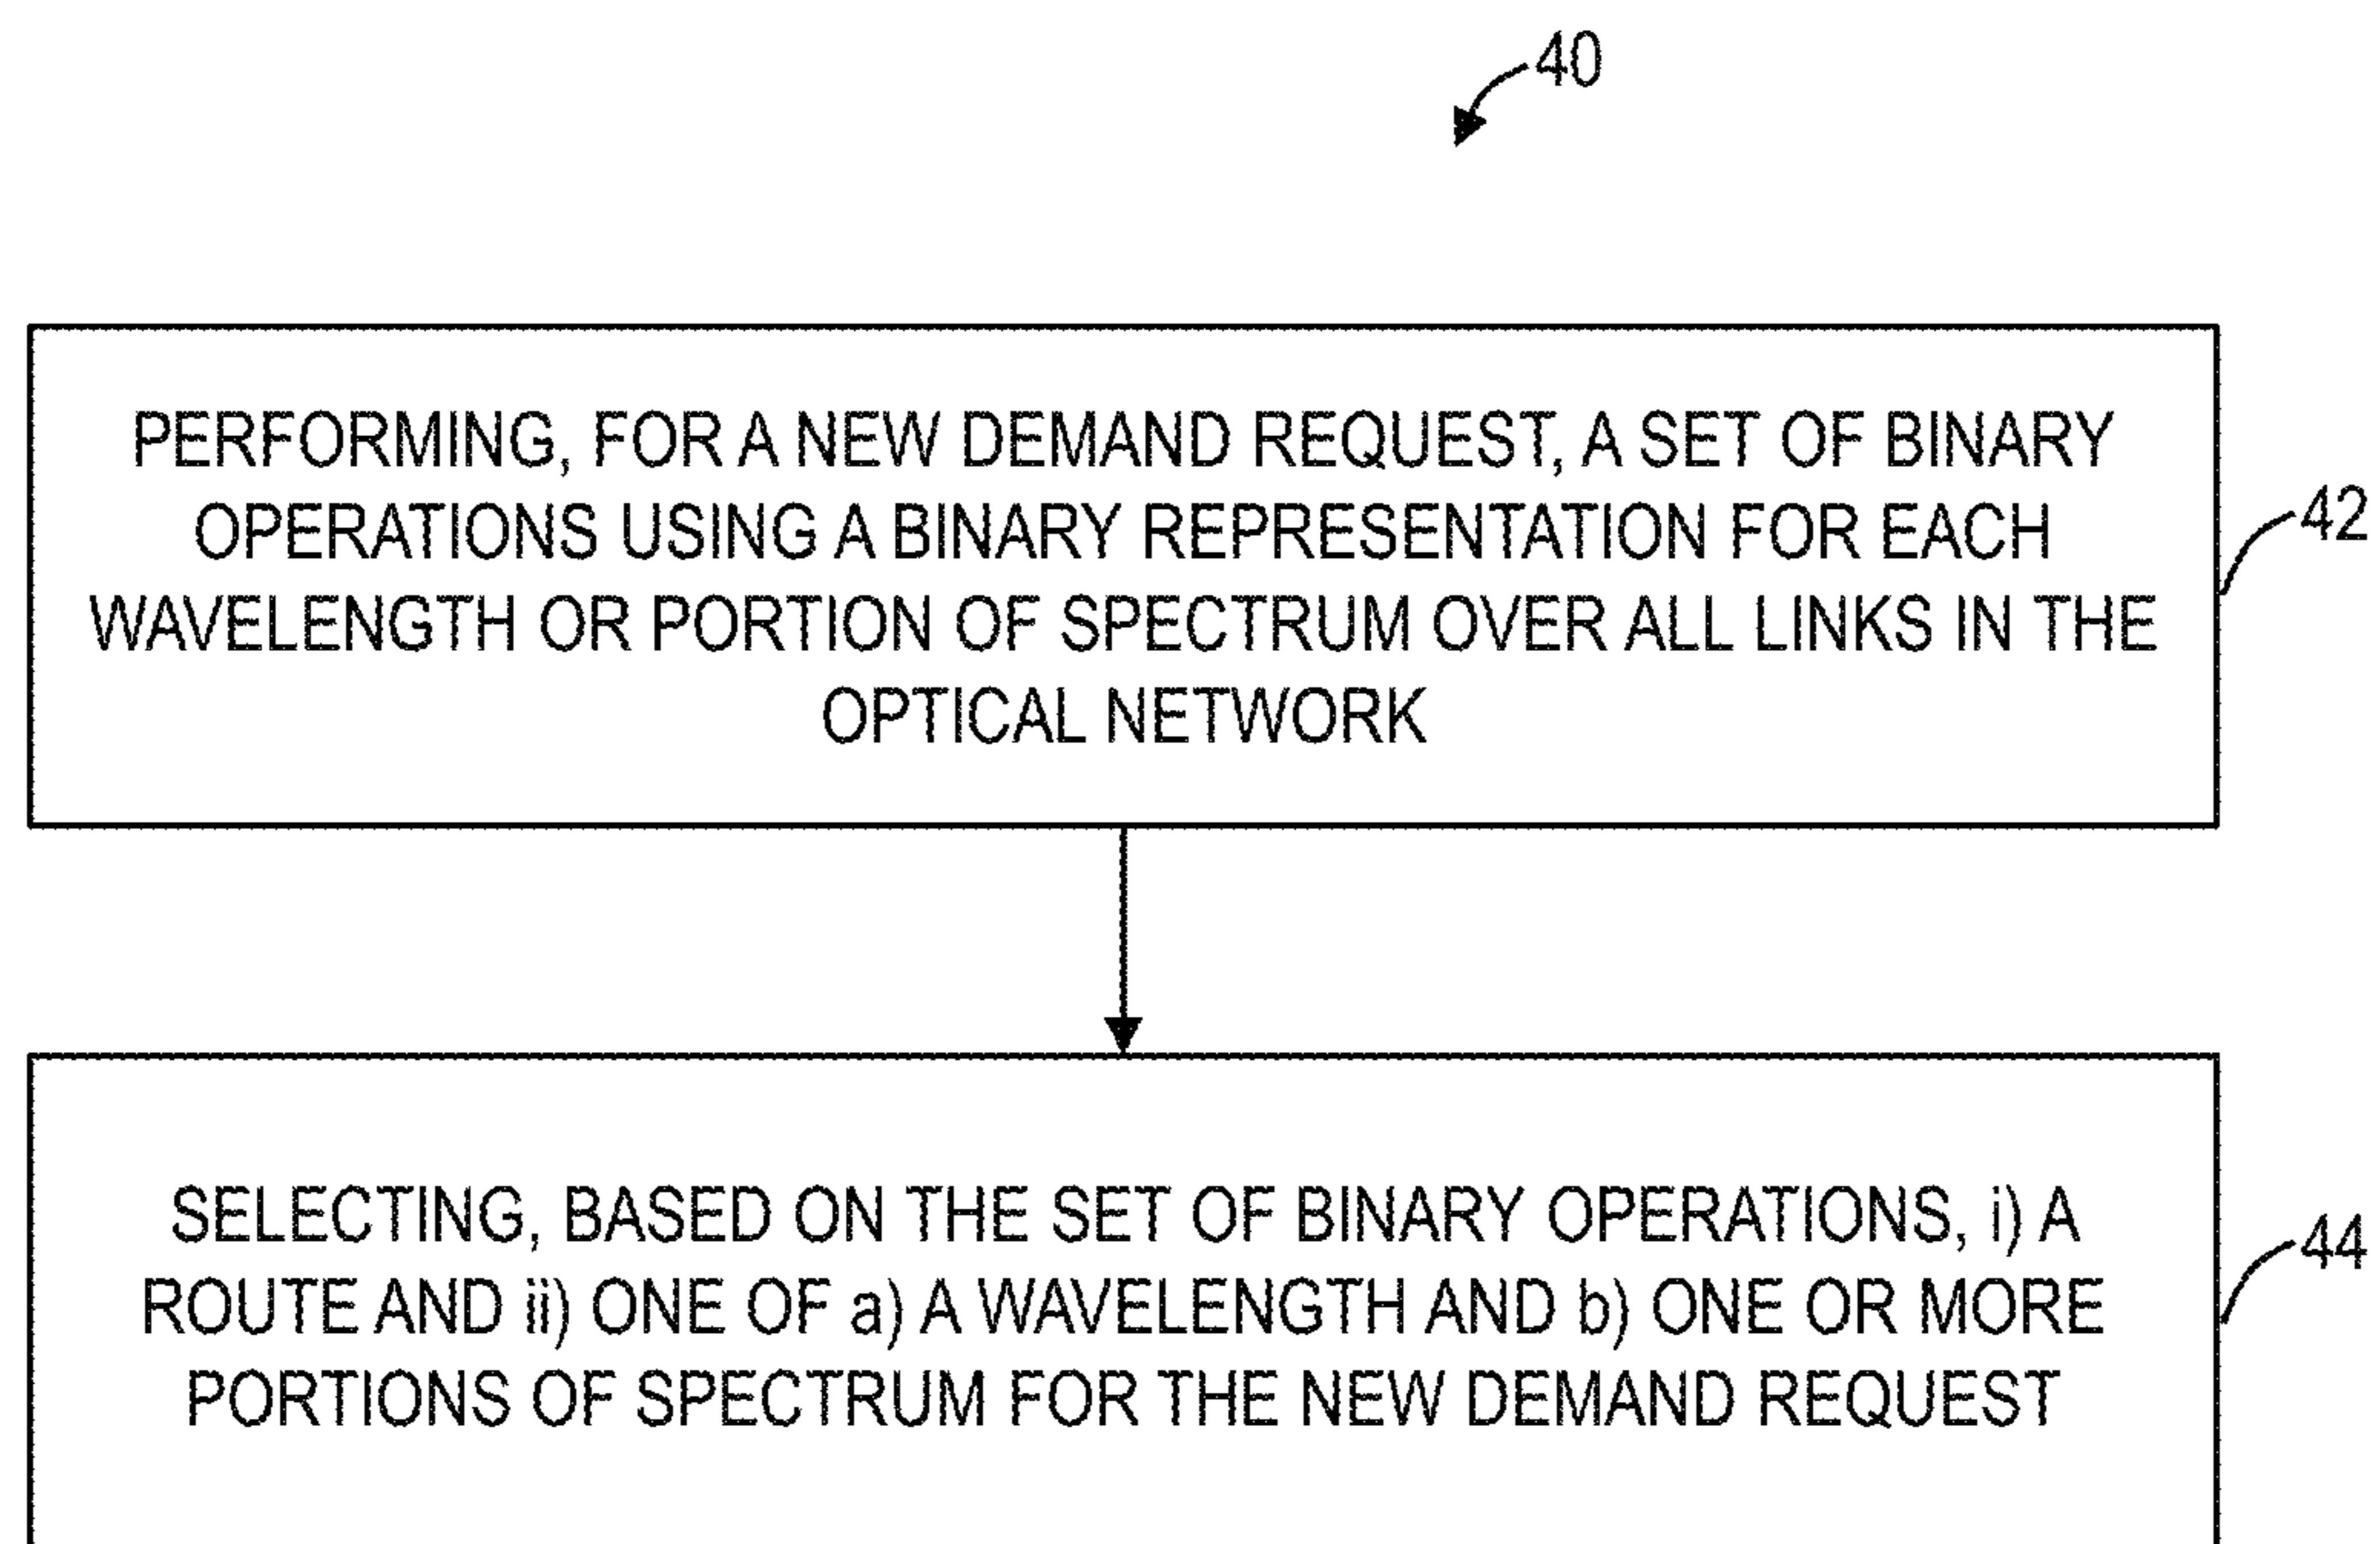 40
PERFORMING, FOR A NEW DEMAND REQUEST, A SET OF BINARY
OPERATIONS USING A BINARY REPRESENTATION FOR EACH
WAVELENGTH OR PORTION OF SPECTRUM OVER ALL LINKS IN THE
OPTICAL NETWORK
42
SELECTING, BASED ON THE SET OF BINARY OPERATIONS, i) A
ROUTE AND ii) ONE OF a) A WAVELENGTH AND b) ONE OR MORE
PORTIONS OF SPECTRUM FOR THE NEW DEMAND REQUEST
44